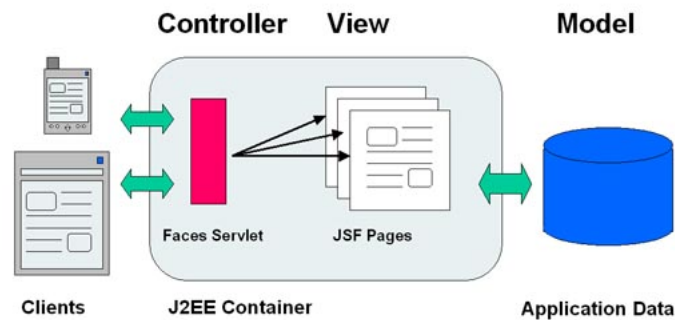 Controller View Model
Faces Servlet JSF Pages
Clients J2EE Container Application Data